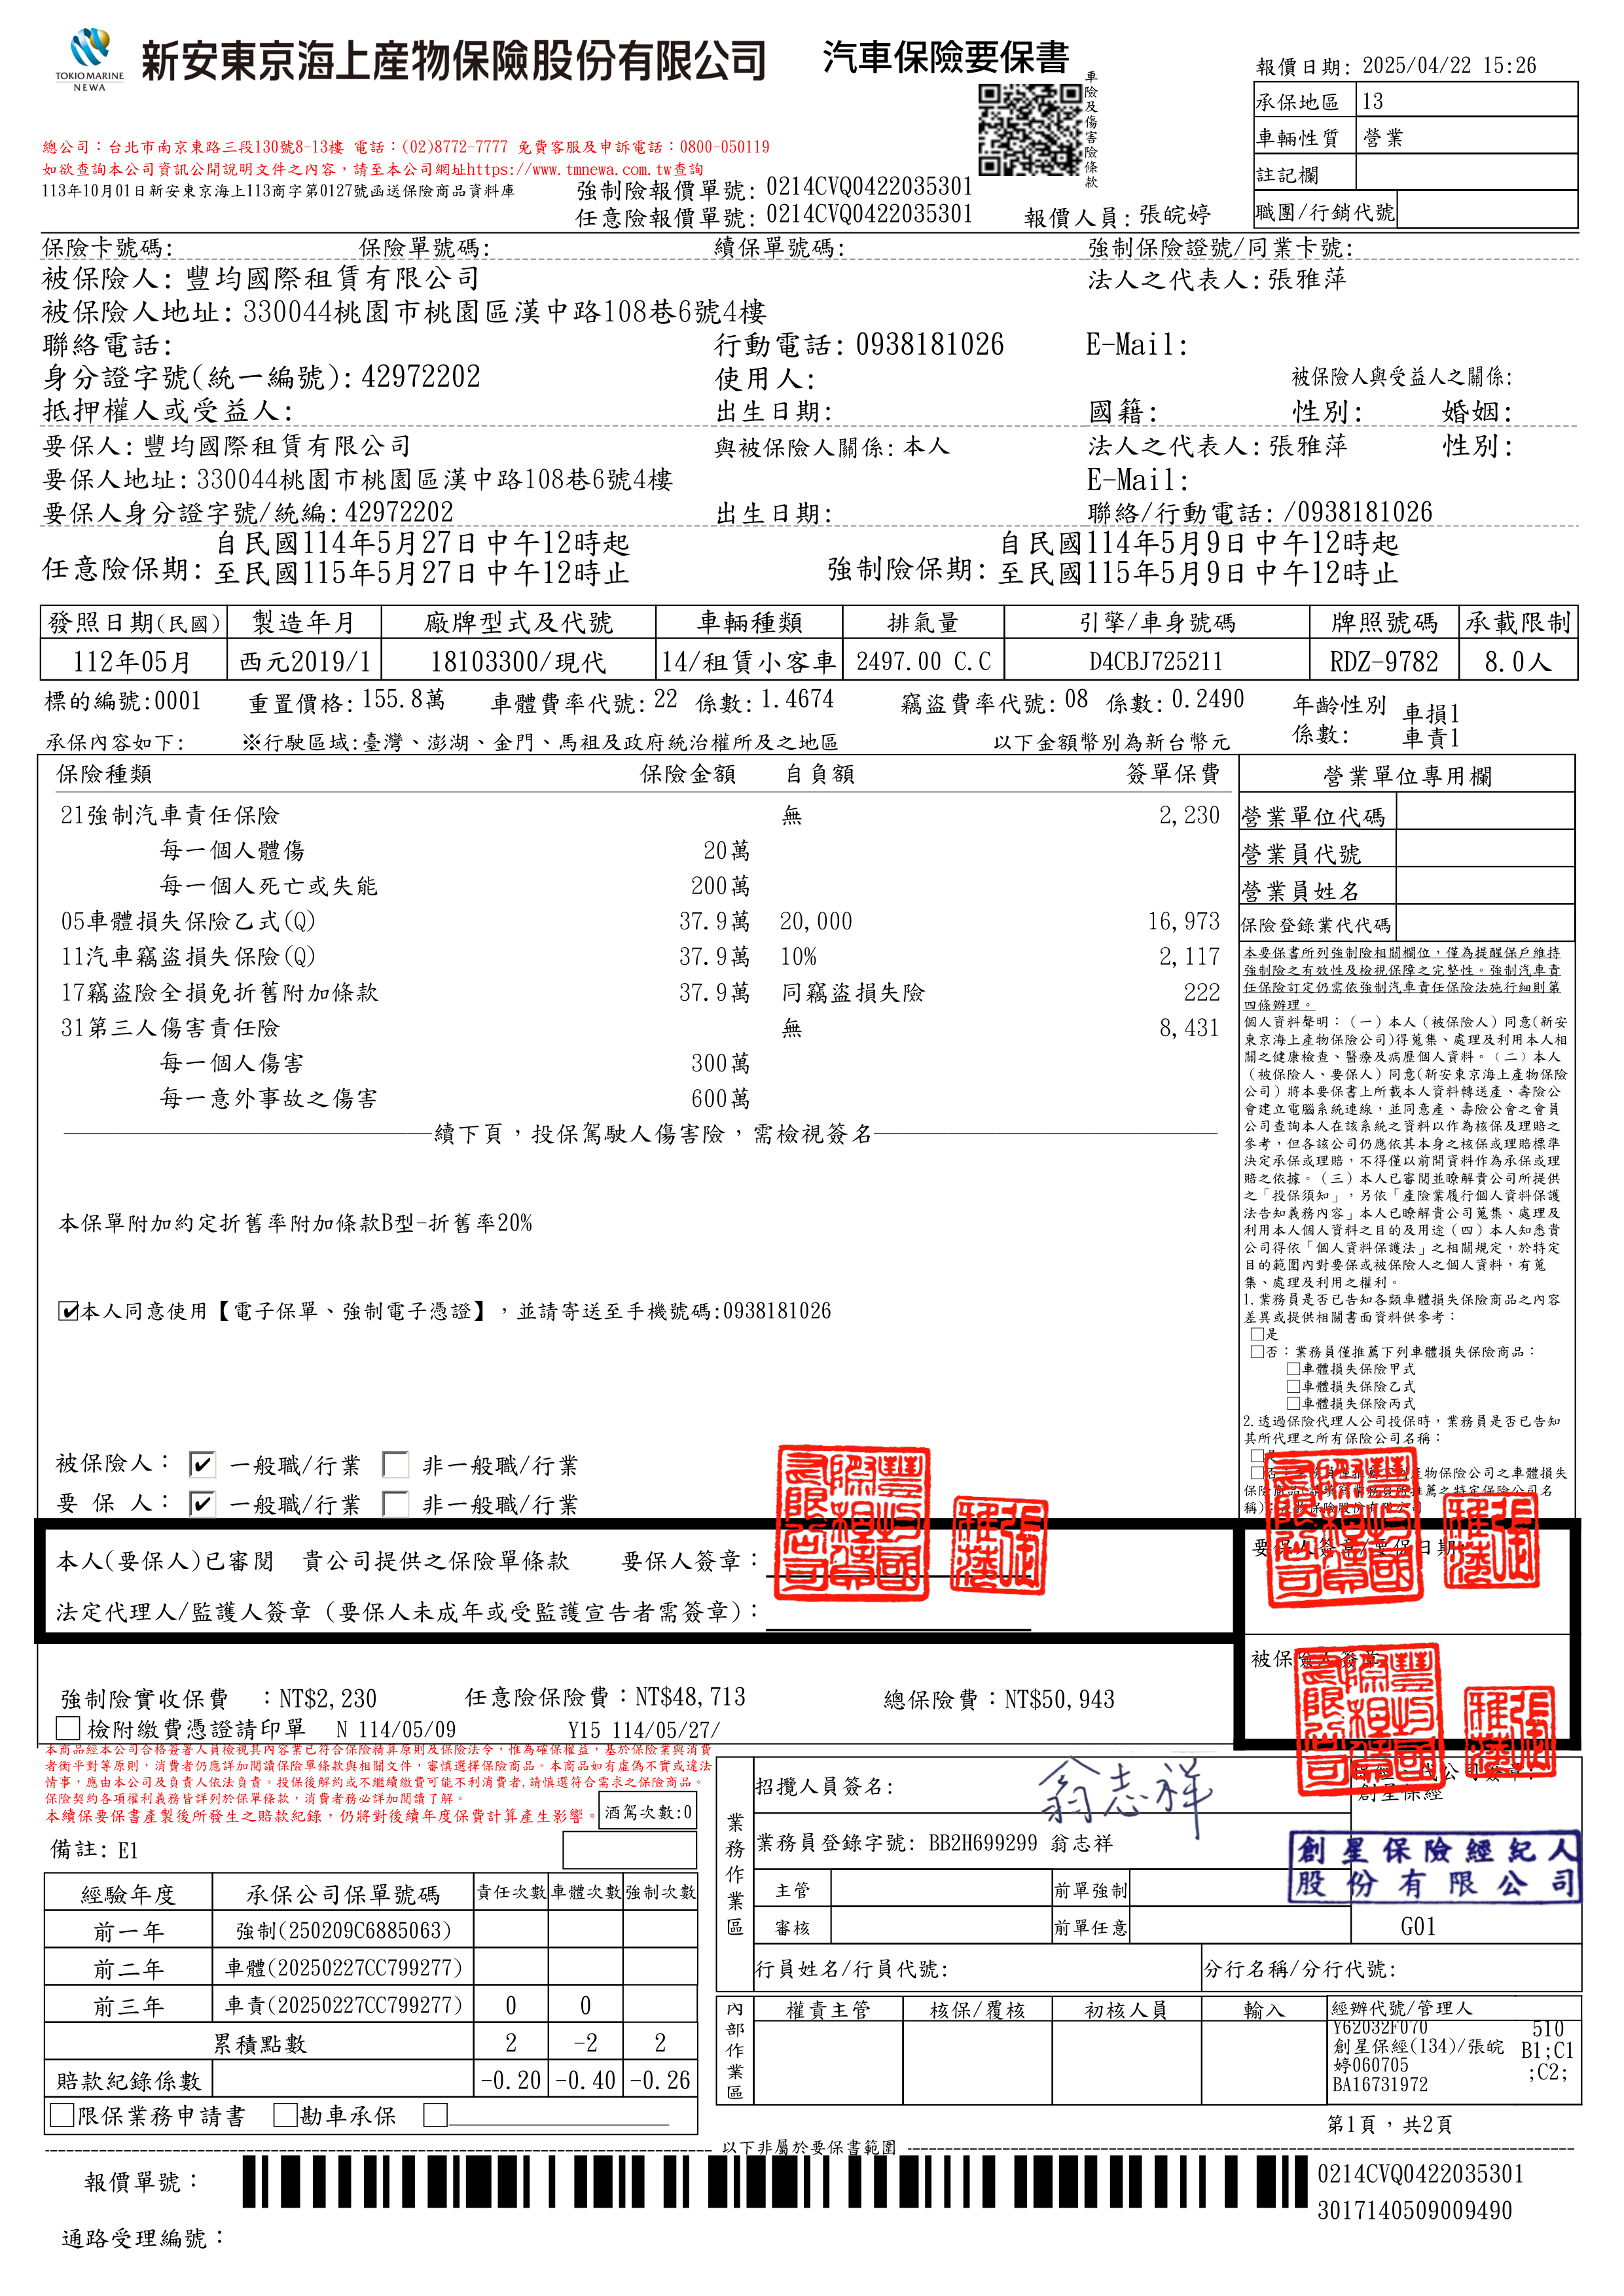 TOKIO MARINE
NEWA
新安東京海上產物保險股份有限公司
汽車保險要保書
車險及傷害險條款
報價日期: 2025/04/22 15:26
承保地區 13
車輛性質 營業
註記欄
職團/行銷代號
總公司：台北市南京東路三段130號8-13樓 電話：(02)8772-7777 免費客服及申訴電話：0800-050119
如欲查詢本公司資訊公開說明文件之內容，請至本公司網址https://www.tmnewa.com.tw查詢
113年10月01日新安東京海上113商字第0127號函送保險商品資料庫
強制險報價單號: 0214CVQ0422035301
任意險報價單號: 0214CVQ0422035301 報價人員: 張皖婷
保險卡號碼: 保險單號碼: 續保單號碼: 強制保險證號/同業卡號:
被保險人: 豐均國際租賃有限公司 法人之代表人: 張雅萍
被保險人地址: 330044桃園市桃園區漢中路108巷6號4樓
聯絡電話: 行動電話: 0938181026 E-Mail:
身分證字號(統一編號): 42972202 使用人: 被保險人與受益人之關係:
抵押權人或受益人: 出生日期: 國籍: 性別: 婚姻:
要保人: 豐均國際租賃有限公司 與被保險人關係: 本人 法人之代表人: 張雅萍 性別:
要保人地址: 330044桃園市桃園區漢中路108巷6號4樓 E-Mail:
要保人身分證字號/統編: 42972202 出生日期: 聯絡/行動電話: /0938181026
任意險保期: 自民國114年5月27日中午12時起
至民國115年5月27日中午12時止
強制險保期: 自民國114年5月9日中午12時起
至民國115年5月9日中午12時止
發照日期(民國) 製造年月 廠牌型式及代號 車輛種類 排氣量 引擎/車身號碼 牌照號碼 承載限制
112年05月 西元2019/1 18103300/現代 14/租賃小客車 2497.00 C.C D4CBJ725211 RDZ-9782 8.0人
標的編號:0001 重置價格: 155.8萬 車體費率代號: 22 係數: 1.4674 竊盜費率代號: 08 係數: 0.2490 年齡性別係數: 車損1 車責1
承保內容如下: ※行駛區域:臺灣、澎湖、金門、馬祖及政府統治權所及之地區 以下金額幣別為新台幣元
保險種類 保險金額 自負額 簽單保費
21強制汽車責任保險 無 2,230
每一個人體傷 20萬
每一個人死亡或失能 200萬
05車體損失保險乙式(Q) 37.9萬 20,000 16,973
11汽車竊盜損失保險(Q) 37.9萬 10% 2,117
17竊盜險全損免折舊附加條款 37.9萬 同竊盜損失險 222
31第三人傷害責任險 無 8,431
每一個人傷害 300萬
每一意外事故之傷害 600萬
續下頁，投保駕駛人傷害險，需檢視簽名
本保單附加約定折舊率附加條款B型-折舊率20%
✔本人同意使用【電子保單、強制電子憑證】，並請寄送至手機號碼:0938181026
被保險人： ✔ 一般職/行業 □ 非一般職/行業
要 保 人： ✔ 一般職/行業 □ 非一般職/行業
營業單位專用欄
營業單位代碼
營業員代號
營業員姓名
保險登錄業代代碼
本要保書所列強制險相關欄位，僅為提醒保戶維持
強制險之有效性及檢視保障之完整性。強制汽車責
任保險訂定仍需依強制汽車責任保險法施行細則第
四條辦理。
個人資料聲明：（一）本人（被保險人）同意(新安
東京海上產物保險公司)得蒐集、處理及利用本人相
關之健康檢查、醫療及病歷個人資料。（二）本人
（被保險人、要保人）同意(新安東京海上產物保險
公司）將本要保書上所載本人資料轉送產、壽險公
會建立電腦系統連線，並同意產、壽險公會之會員
公司查詢本人在該系統之資料以作為核保及理賠之
參考，但各該公司仍應依其本身之核保或理賠標準
決定承保或理賠，不得僅以前開資料作為承保或理
賠之依據。（三）本人已審閱並瞭解貴公司所提供
之「投保須知」，另依「產險業履行個人資料保護
法告知義務內容」本人已瞭解貴公司蒐集、處理及
利用本人個人資料之目的及用途（四）本人知悉貴
公司得依「個人資料保護法」之相關規定，於特定
目的範圍內對要保或被保險人之個人資料，有蒐
集、處理及利用之權利。
1.業務員是否已告知各類車體損失保險商品之內容
差異或提供相關書面資料供參考：
□是
□否：業務員僅推薦下列車體損失保險商品：
□車體損失保險甲式
□車體損失保險乙式
□車體損失保險丙式
2.透過保險代理人公司投保時，業務員是否已告知
其所代理之所有保險公司名稱：
□是
本人(要保人)已審閱 貴公司提供之保險單條款 要保人簽章：
法定代理人/監護人簽章（要保人未成年或受監護宣告者需簽章)：
要保人簽章/要保日期:
被保險人簽章
強制險實收保費 ：NT$2,230 任意險保險費：NT$48,713 總保險費：NT$50,943
□ 檢附繳費憑證請印單 N 114/05/09 Y15 114/05/27/
本商品經本公司合格簽署人員檢視其內容業已符合保險精算原則及保險法令，惟為確保權益，基於保險業與消費
者衡平對等原則，消費者仍應詳加閱讀保險單條款與相關文件，審慎選擇保險商品。本商品如有虛偽不實或違法
情事，應由本公司及負責人依法負責。投保後解約或不繼續繳費可能不利消費者,請慎選符合需求之保險商品。
保險契約各項權利義務皆詳列於保單條款，消費者務必詳加閱讀了解。
本續保要保書產製後所發生之賠款紀錄，仍將對後續年度保費計算產生影響。
酒駕次數:0
備註: E1
經驗年度 承保公司保單號碼 責任次數 車體次數 強制次數
前一年 強制(250209C6885063)
前二年 車體(20250227CC799277)
前三年 車責(20250227CC799277) 0 0
累積點數 2 -2 2
賠款紀錄係數 -0.20 -0.40 -0.26
□限保業務申請書 □勘車承保 □
業務作業區
招攬人員簽名: 翁志祥
業務員登錄字號: BB2H699299 翁志祥
創星保經
創星保險經紀人
股份有限公司
主管 前單強制
審核 前單任意 G01
行員姓名/行員代號: 分行名稱/分行代號:
內部作業區
權責主管 核保/覆核 初核人員 輸入 經辦代號/管理人
Y62032F070 510
創星保經(134)/張皖 B1;C1
婷060705 ;C2;
BA16731972
第1頁，共2頁
以下非屬於要保書範圍
報價單號： 0214CVQ0422035301
3017140509009490
通路受理編號：